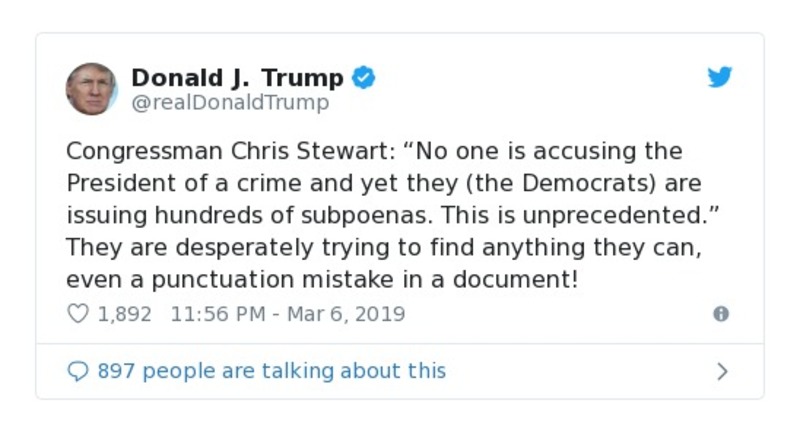 Donald J. Trump
@realDonaldTrump
Congressman Chris Stewart: “No one is accusing the
President of a crime and yet they (the Democrats) are
issuing hundreds of subpoenas. This is unprecedented.”
They are desperately trying to find anything they can,
even a punctuation mistake in a document!
1,892 11:56 PM - Mar 6, 2019
897 people are talking about this